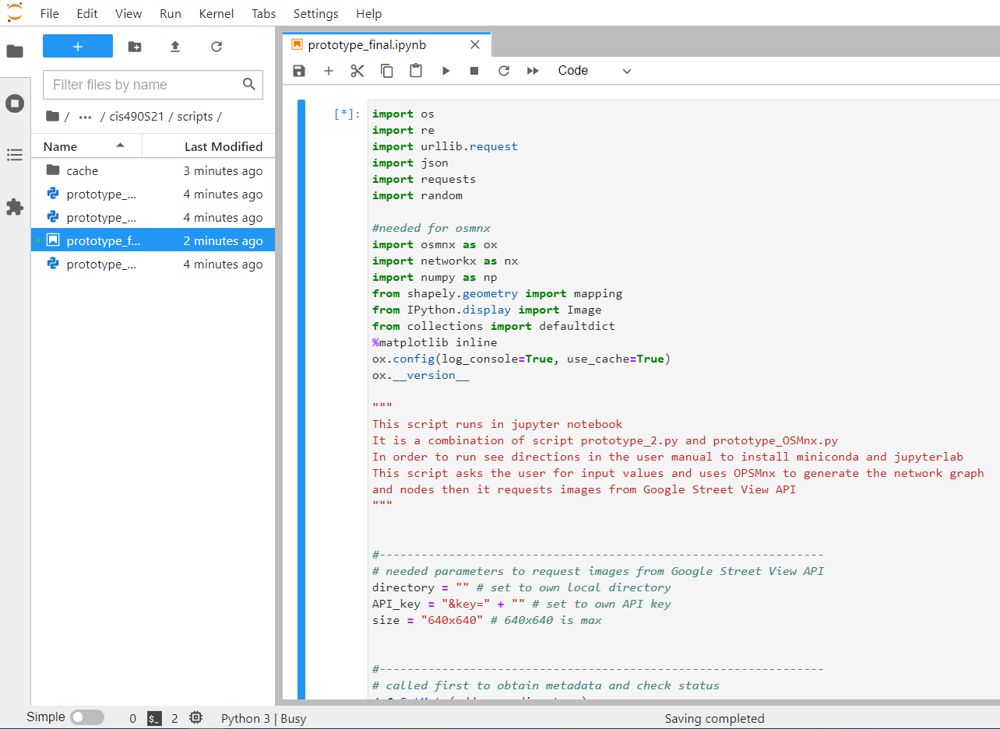 File Edit View Run Kernel Tabs Settings Help
+
Filter files by name
/ ··· / cis490S21 / scripts /
Name Last Modified
cache 3 minutes ago
prototype_... 4 minutes ago
prototype_... 4 minutes ago
prototype_f... 2 minutes ago
prototype_... 4 minutes ago
prototype_final.ipynb
Code
[*]:
import os
import re
import urllib.request
import json
import requests
import random
#needed for osmnx
import osmnx as ox
import networkx as nx
import numpy as np
from shapely.geometry import mapping
from IPython.display import Image
from collections import defaultdict
%matplotlib inline
ox.config(log_console=True, use_cache=True)
ox.__version__
"""
This script runs in jupyter notebook
It is a combination of script prototype_2.py and prototype_OSMnx.py
In order to run see directions in the user manual to install miniconda and jupyterlab
This script asks the user for input values and uses OPSMnx to generate the network graph
and nodes then it requests images from Google Street View API
"""
#----------------------------------------------------------------
# needed parameters to request images from Google Street View API
directory = "" # set to own local directory
API_key = "&key=" + "" # set to own API key
size = "640x640" # 640x640 is max
#----------------------------------------------------------------
# called first to obtain metadata and check status
Simple 0 $_ 2 Python 3 | Busy Saving completed